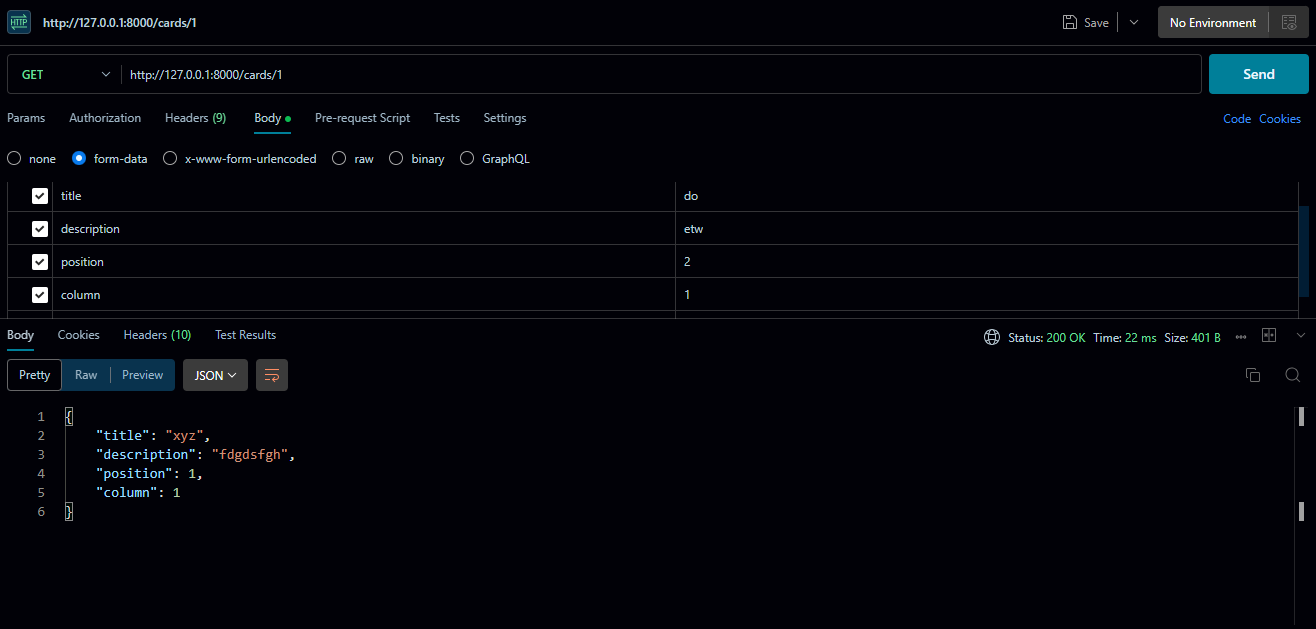 HTTP http://127.0.0.1:8000/cards/1 Save No Environment
GET http://127.0.0.1:8000/cards/1 Send
Params Authorization Headers (9) Body Pre-request Script Tests Settings Code Cookies
none form-data x-www-form-urlencoded raw binary GraphQL
title do
description etw
position 2
column 1
Body Cookies Headers (10) Test Results Status: 200 OK Time: 22 ms Size: 401 B
Pretty Raw Preview JSON
1 {
2 "title": "xyz",
3 "description": "fdgdsfgh",
4 "position": 1,
5 "column": 1
6 }